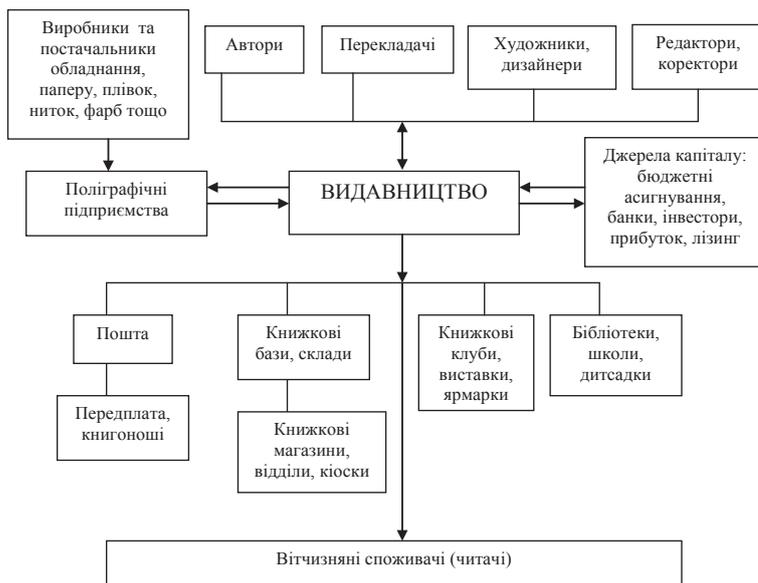 Виробники та
постачальники
обладнання,
паперу, плівок,
ниток, фарб тощо
Автори
Перекладачі
Художники,
дизайнери
Редактори,
коректори
Поліграфічні
підприємства
ВИДАВНИЦТВО
Джерела капіталу:
бюджетні
асигнування,
банки, інвестори,
прибуток, лізинг
Пошта
Книжкові
бази, склади
Книжкові
клуби,
виставки,
ярмарки
Бібліотеки,
школи,
дитсадки
Передплата,
книгоноші
Книжкові
магазини,
відділи, кіоски
Вітчизняні споживачі (читачі)